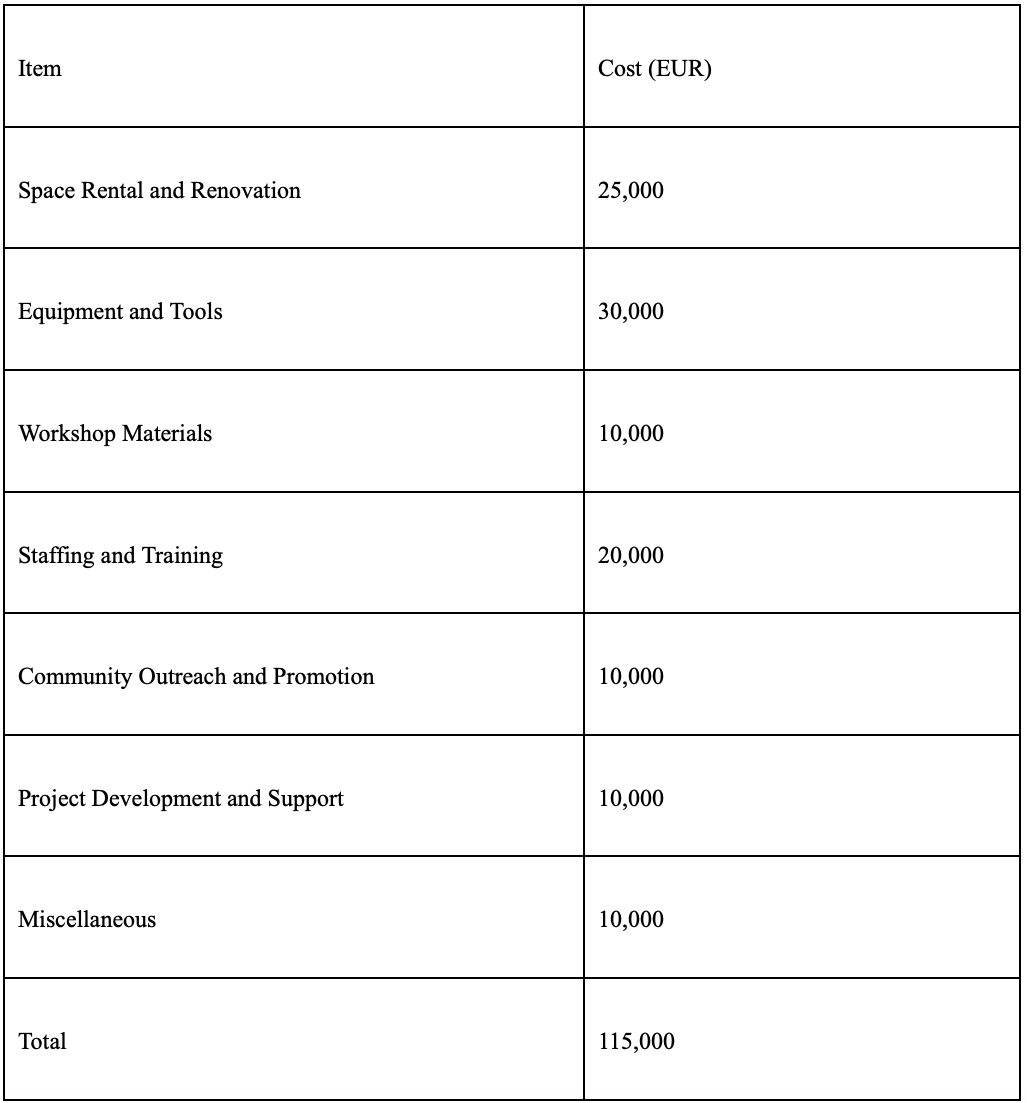 Item Cost (EUR)
Space Rental and Renovation 25,000
Equipment and Tools 30,000
Workshop Materials 10,000
Staffing and Training 20,000
Community Outreach and Promotion 10,000
Project Development and Support 10,000
Miscellaneous 10,000
Total 115,000